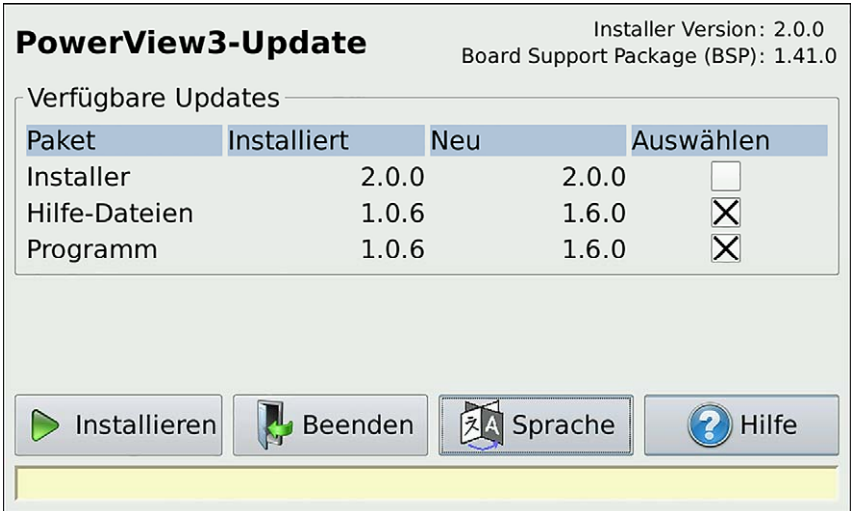 PowerView3-Update
Installer Version: 2.0.0
Board Support Package (BSP): 1.41.0
Verfügbare Updates
Paket Installiert Neu Auswählen
Installer 2.0.0 2.0.0
Hilfe-Dateien 1.0.6 1.6.0
Programm 1.0.6 1.6.0
Installieren Beenden Sprache Hilfe